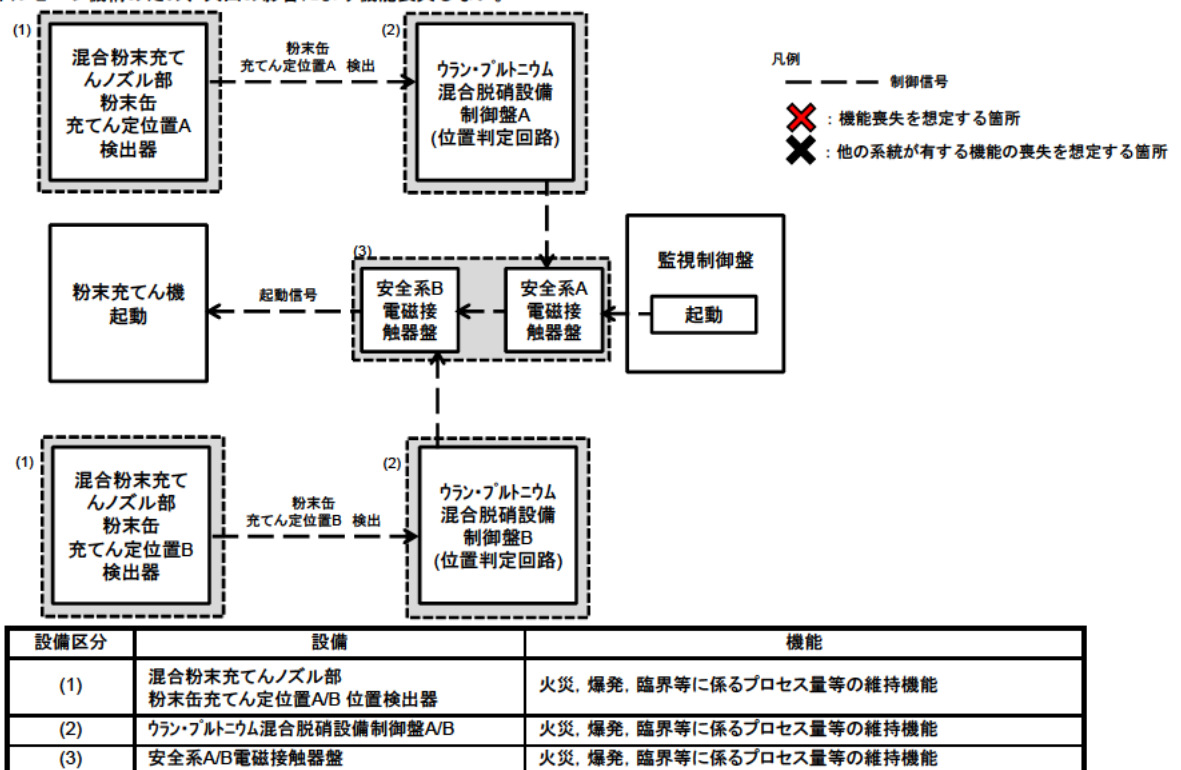 (1)
混合粉末充て
んノズル部
粉末缶
充てん定位置A
検出器
粉末缶
充てん定位置A 検出
(2)
ウラン・プルトニウム
混合脱硝設備
制御盤A
(位置判定回路)
凡例
制御信号
：機能喪失を想定する箇所
：他の系統が有する機能の喪失を想定する箇所
粉末充てん機
起動
起動信号
(3)
安全系B
電磁接
触器盤
安全系A
電磁接
触器盤
監視制御盤
起動
(1)
混合粉末充て
んノズル部
粉末缶
充てん定位置B
検出器
粉末缶
充てん定位置B 検出
(2)
ウラン・プルトニウム
混合脱硝設備
制御盤B
(位置判定回路)
設備区分 設備 機能
(1) 混合粉末充てんノズル部
粉末缶充てん定位置A/B 位置検出器 火災，爆発，臨界等に係るプロセス量等の維持機能
(2) ウラン・プルトニウム混合脱硝設備制御盤A/B 火災，爆発，臨界等に係るプロセス量等の維持機能
(3) 安全系A/B電磁接触器盤 火災，爆発，臨界等に係るプロセス量等の維持機能